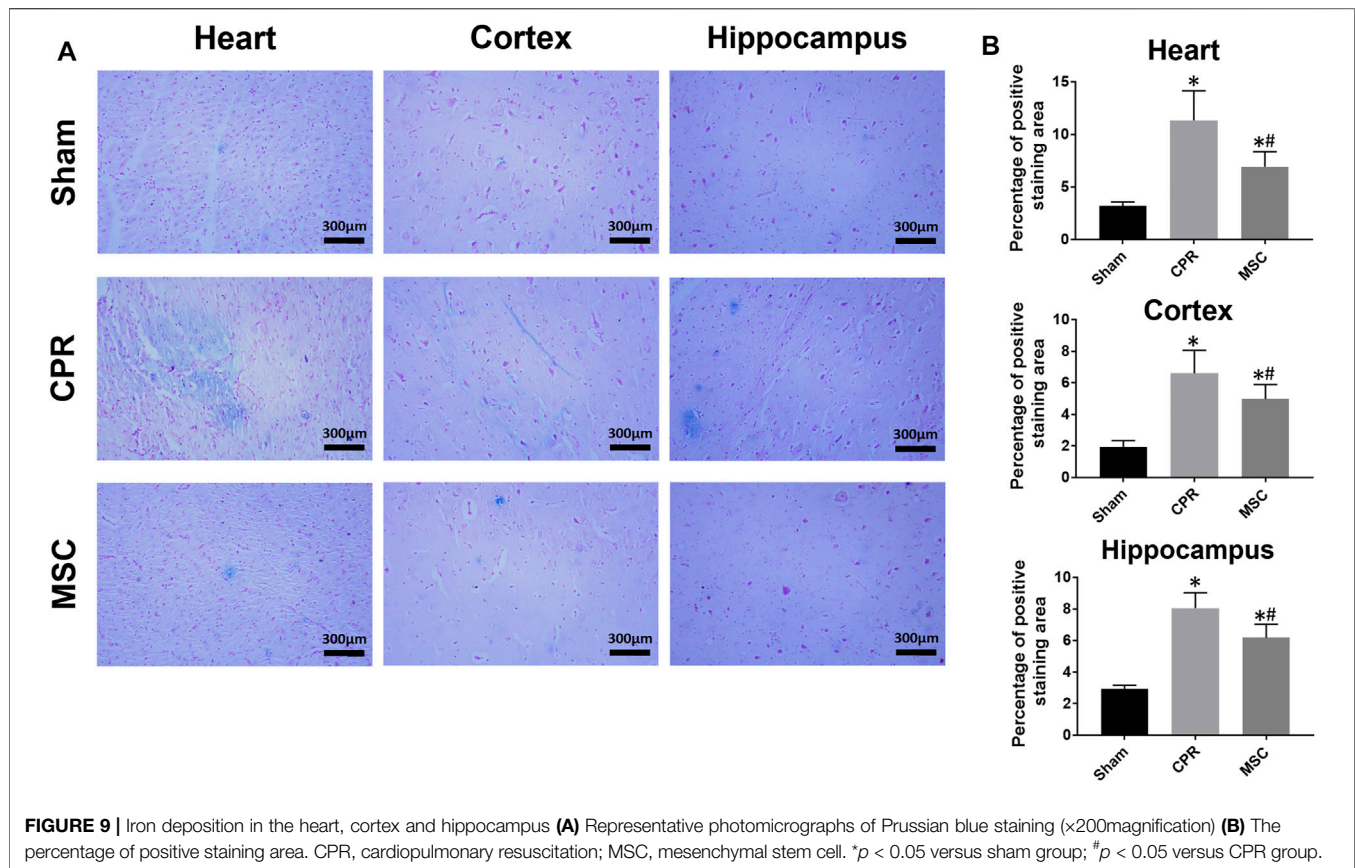 A
Heart
Cortex
Hippocampus
Sham
300µm
300µm
300µm
CPR
300µm
300µm
300µm
MSC
300µm
300µm
300µm
B
Heart
Percentage of positive
staining area
15
10
5
0
*
*#
Sham
CPR
MSC
Cortex
Percentage of positive
staining area
10
8
6
4
2
0
*
*#
Sham
CPR
MSC
Hippocampus
Percentage of positive
staining area
10
8
6
4
2
0
*
*#
Sham
CPR
MSC
FIGURE 9 | Iron deposition in the heart, cortex and hippocampus (A) Representative photomicrographs of Prussian blue staining (×200magnification) (B) The
percentage of positive staining area. CPR, cardiopulmonary resuscitation; MSC, mesenchymal stem cell. *p < 0.05 versus sham group; #p < 0.05 versus CPR group.